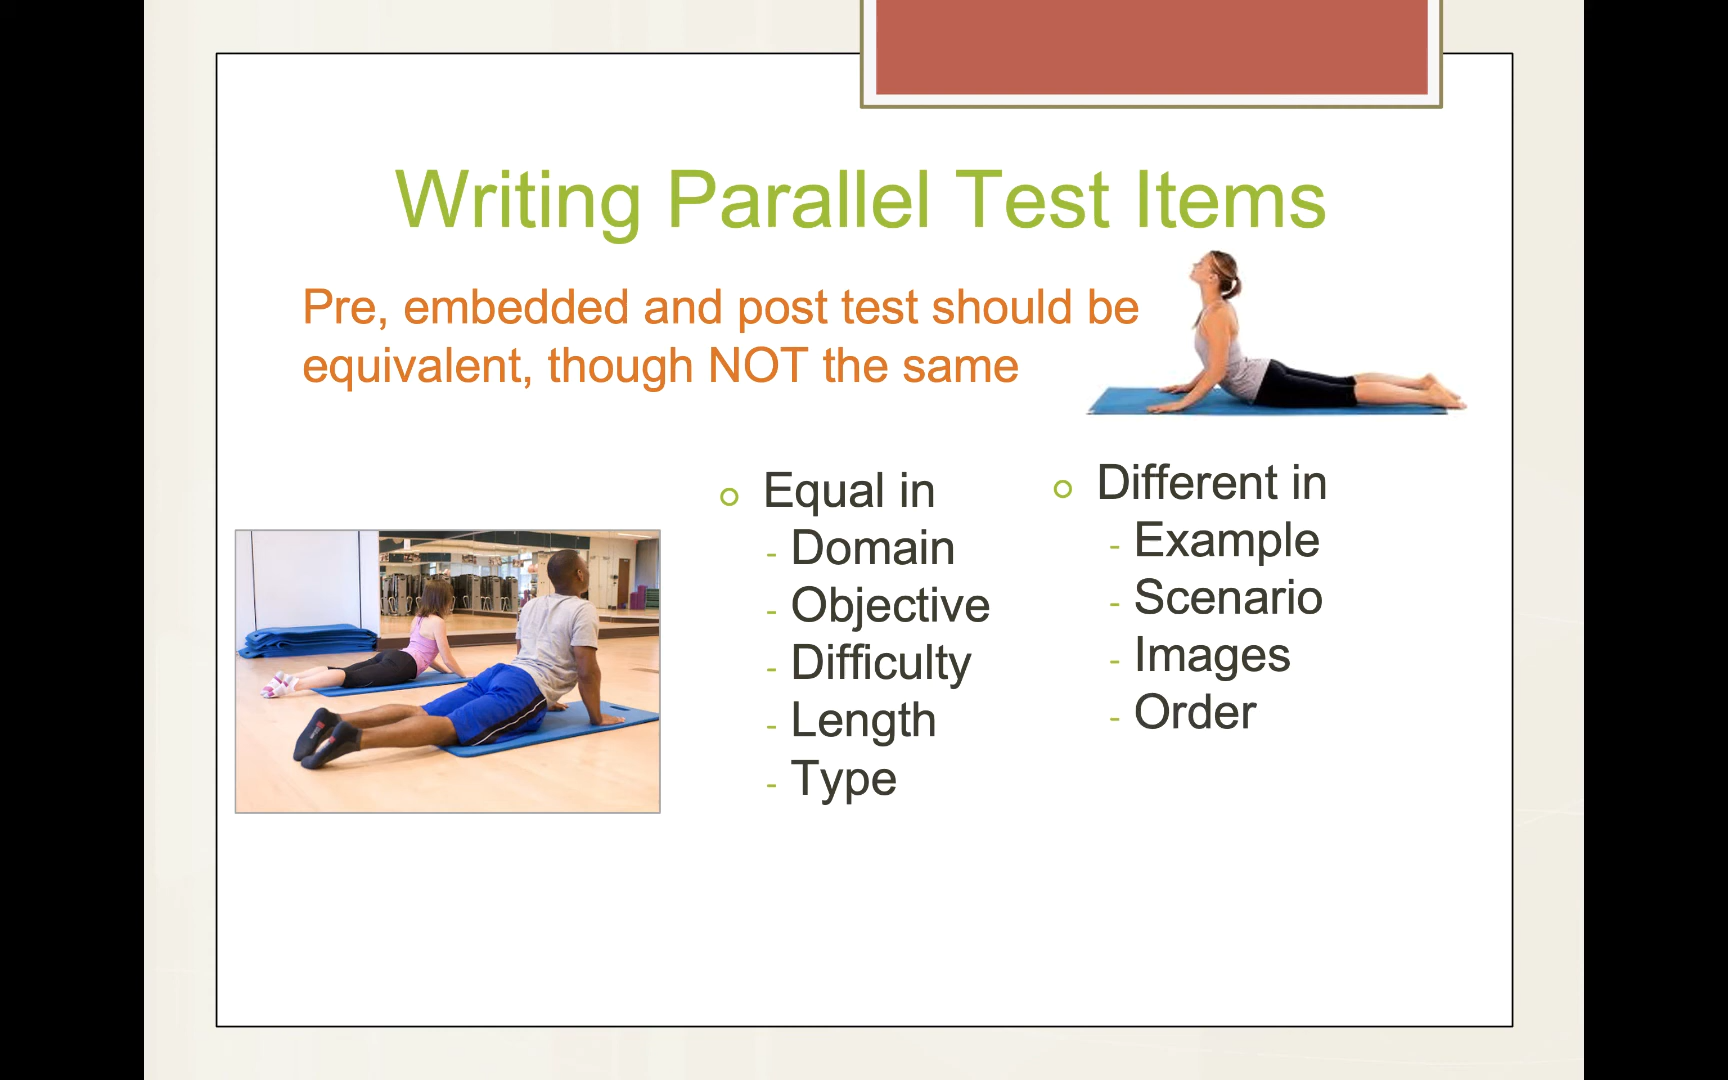 Writing Parallel Test Items
Pre, embedded and post test should be
equivalent, though NOT the same
Equal in
- Domain
- Objective
- Difficulty
- Length
- Type
Different in
- Example
- Scenario
- Images
- Order